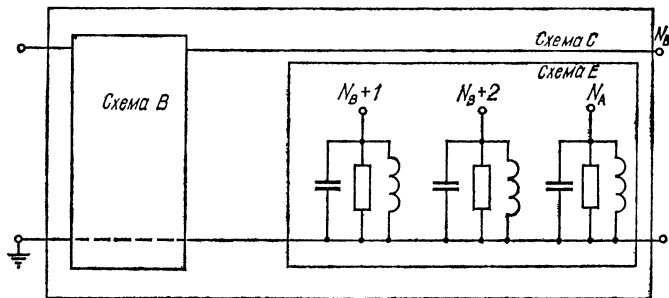 Схема С
N_B
Схема Е
Схема В
N_B+1
N_B+2
N_A